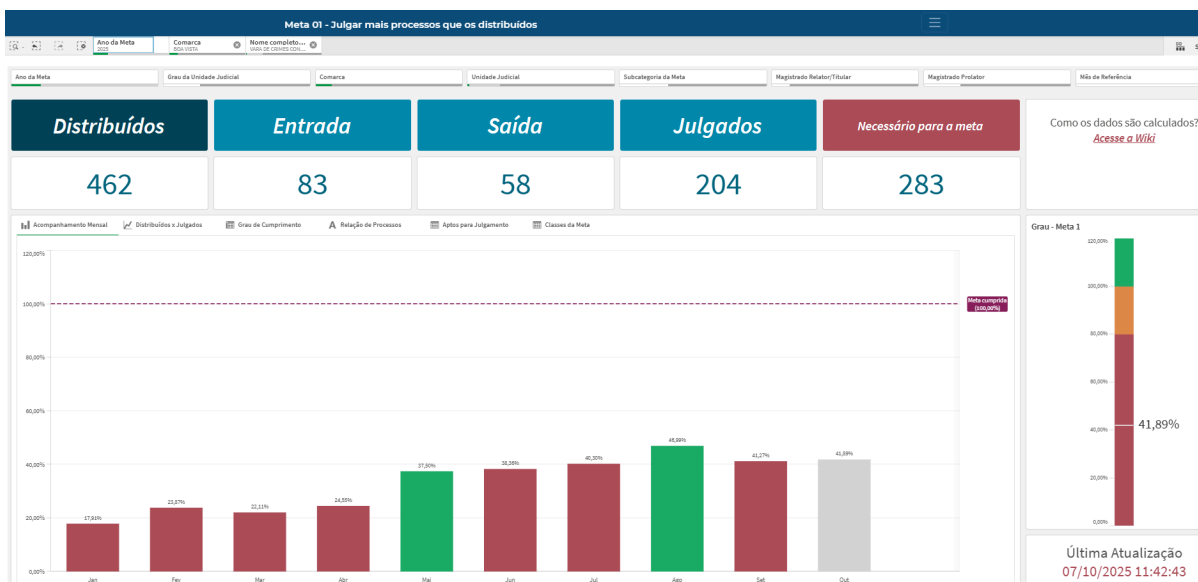 Meta 01 - Julgar mais processos que os distribuídos
Ano da Meta
2025
Comarca
BOA VISTA
Nome completo...
VARA DE CRIMES CON...
Ano da Meta
Grau da Unidade Judicial
Comarca
Unidade Judicial
Subcategoria da Meta
Magistrado Relator/Titular
Magistrado Prolator
Mês de Referência
Distribuídos
Entrada
Saída
Julgados
Necessário para a meta
Como os dados são calculados?
Acesse a Wiki
462
83
58
204
283
Acompanhamento Mensal
Distribuídos x Julgados
Grau de Cumprimento
Relação de Processos
Aptos para Julgamento
Classes da Meta
120,00%
100,00%
80,00%
60,00%
40,00%
20,00%
0,00%
Meta cumprida
(100,00%)
17,91%
23,87%
22,11%
24,55%
37,50%
38,36%
40,30%
46,99%
41,27%
41,89%
Jan
Fev
Mar
Abr
Mai
Jun
Jul
Ago
Set
Out
Grau - Meta 1
120,00%
100,00%
80,00%
60,00%
40,00%
20,00%
0,00%
41,89%
Última Atualização
07/10/2025 11:42:43